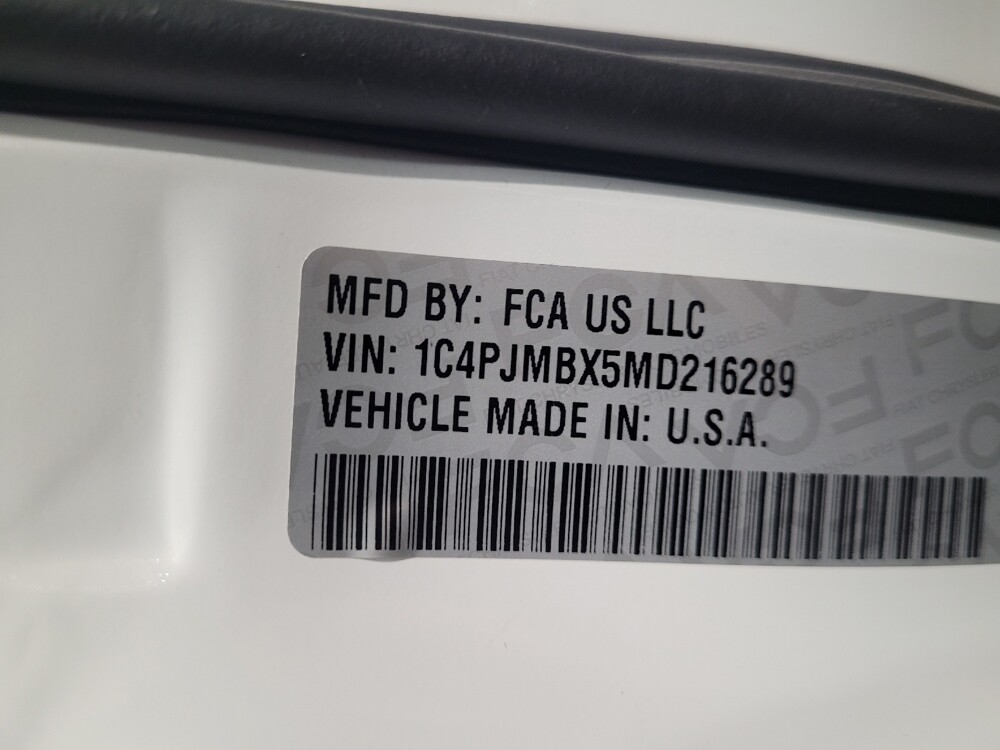 MFD BY: FCA US LLC
VIN: 1C4PJMBX5MD216289
VEHICLE MADE IN: U.S.A.